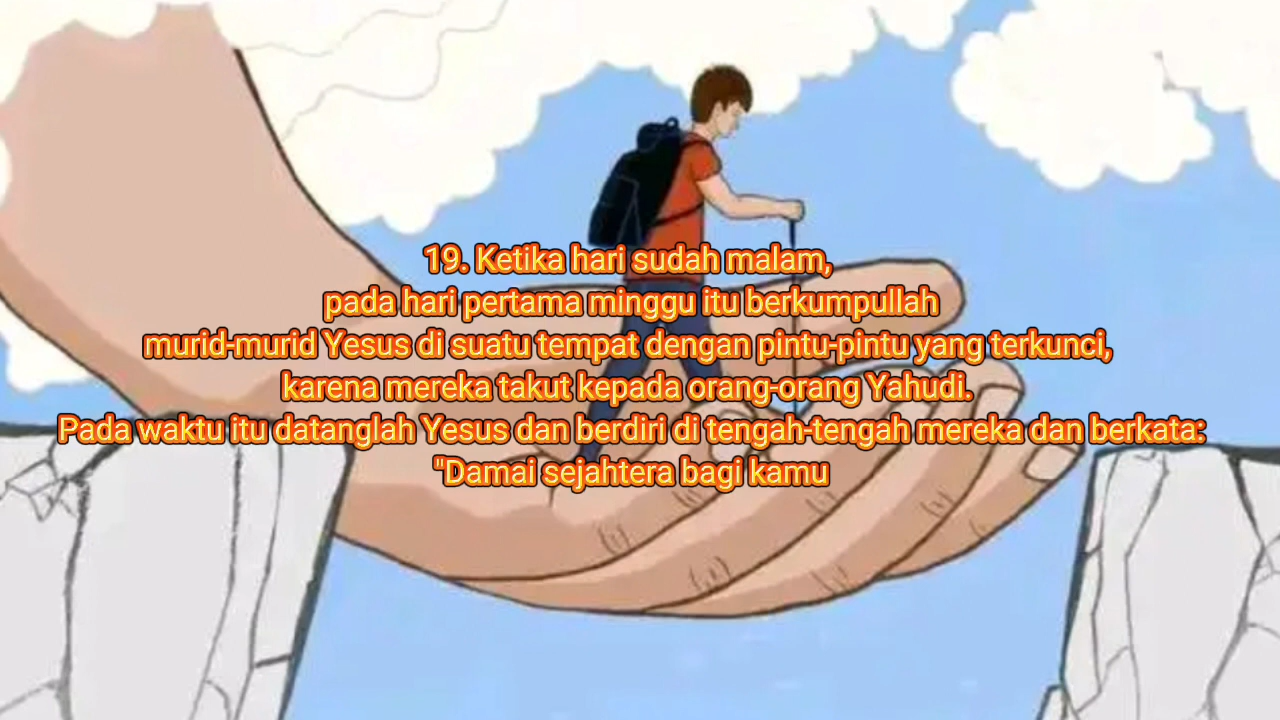 19. Ketika hari sudah malam,
pada hari pertama minggu itu berkumpullah
murid-murid Yesus di suatu tempat dengan pintu-pintu yang terkunci,
karena mereka takut kepada orang-orang Yahudi.
Pada waktu itu datanglah Yesus dan berdiri di tengah-tengah mereka dan berkata:
"Damai sejahtera bagi kamu